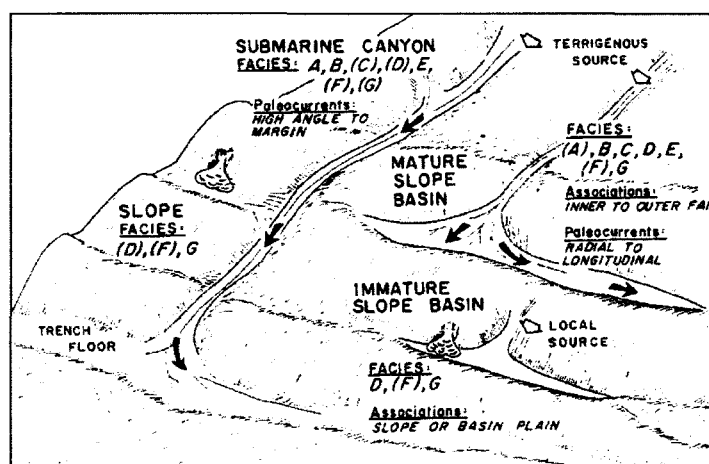 SUBMARINE CANYON
FACIES: A, B, (C), (D), E,
(F), (G)
Paleocurrents:
HIGH ANGLE TO
MARGIN
TERRIGENOUS
SOURCE
FACIES:
(A), B, C, D, E,
(F), G
Associations:
INNER TO OUTER FAN
Paleocurrents:
RADIAL TO
LONGITUDINAL
MATURE
SLOPE
BASIN
SLOPE
FACIES:
(D), (F), G
IMMATURE
SLOPE BASIN
LOCAL
SOURCE
TRENCH
FLOOR
FACIES:
D, (F), G
Associations:
SLOPE OR BASIN PLAIN